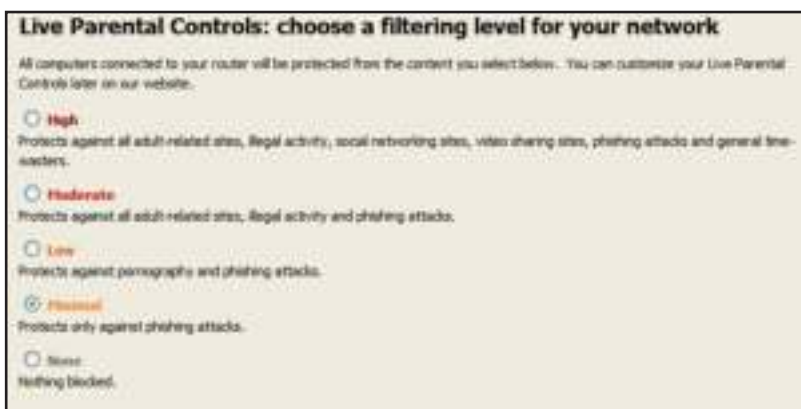 Live Parental Controls: choose a filtering level for your network
All computers connected to your router will be protected from the content you select below. You can customize your Live Parental
Controls later on our website.
High
Protects against all adult-related sites, illegal activity, social networking sites, video sharing sites, phishing attacks and general time-
wasters.
Moderate
Protects against all adult-related sites, illegal activity and phishing attacks.
Low
Protects against pornography and phishing attacks.
Minimal
Protects only against phishing attacks.
None
Nothing blocked.